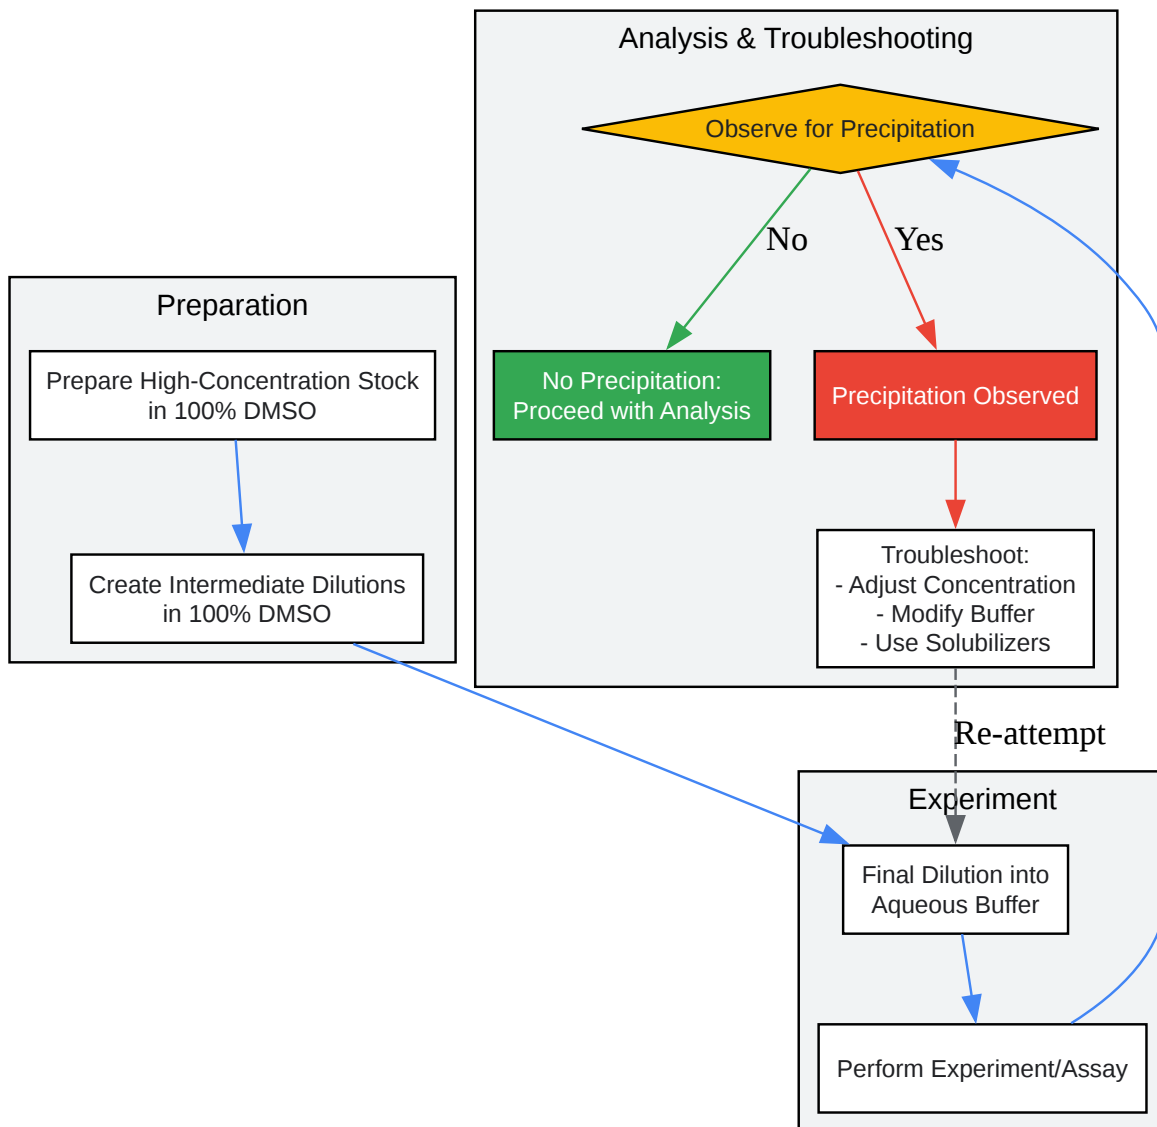 Analysis & Troubleshooting
Observe for Precipitation
No
Yes
Preparation
Prepare High-Concentration Stock
in 100% DMSO
No Precipitation:
Proceed with Analysis
Precipitation Observed
Create Intermediate Dilutions
in 100% DMSO
Troubleshoot:
- Adjust Concentration
- Modify Buffer
- Use Solubilizers
Re-attempt
Experiment
Final Dilution into
Aqueous Buffer
Perform Experiment/Assay